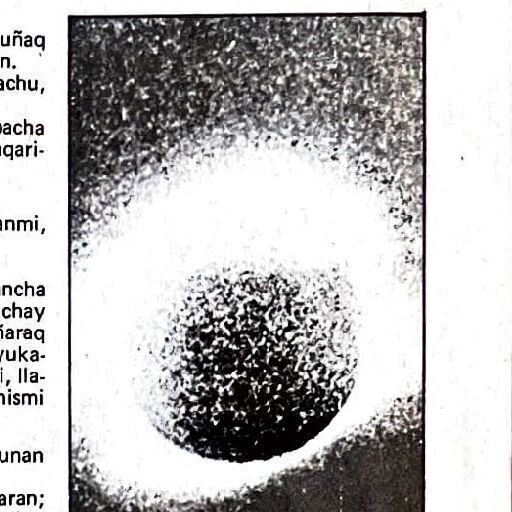 uñaq
n.
achu,
pacha
qari-
anmi,
ncha
chay
ñaraq
yuka-
i, lla-
nismi
unan
aran;